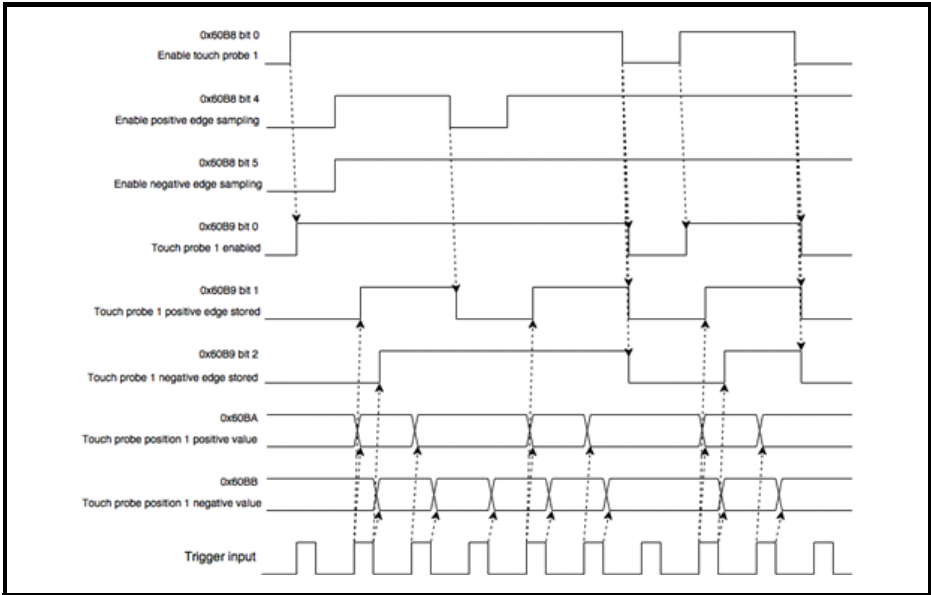 0x60B8 bit 0
Enable touch probe 1
0x60B8 bit 4
Enable positive edge sampling
0x60B8 bit 5
Enable negative edge sampling
0x60B9 bit 0
Touch probe 1 enabled
0x60B9 bit 1
Touch probe 1 positive edge stored
0x60B9 bit 2
Touch probe 1 negative edge stored
0x60BA
Touch probe position 1 positive value
0x60BB
Touch probe position 1 negative value
Trigger input